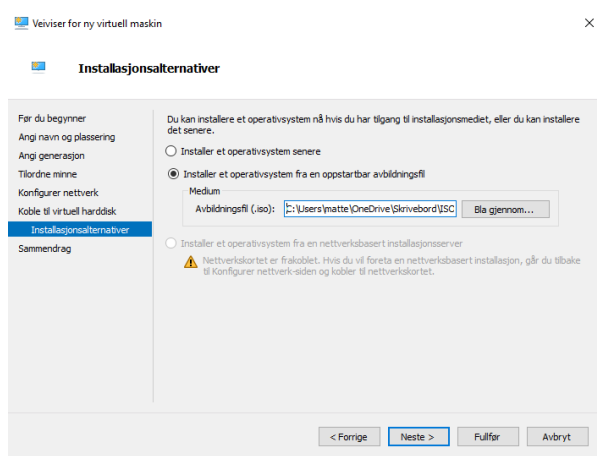 Veiviser for ny virtuell maskin
Installasjonsalternativer
Før du begynner
Angi navn og plassering
Angi generasjon
Tilordne minne
Konfigurer nettverk
Koble til virtuell harddisk
Installasjonsalternativer
Sammendrag
Du kan installere et operativsystem nå hvis du har tilgang til installasjonsmediet, eller du kan installere
det senere.
Installer et operativsystem senere
Installer et operativsystem fra en oppstartbar avbildningsfil
Medium
Avbildningsfil (.iso): C:\Users\matte\OneDrive\Skrivebord\ISO Bla gjennom...
Installer et operativsystem fra en nettverksbasert installasjonsserver
Nettverkskortet er frakoblet. Hvis du vil foreta en nettverksbasert installasjon, går du tilbake
til Konfigurer nettverk-siden og kobler til nettverkskortet.
< Forrige Neste > Fullfør Avbryt